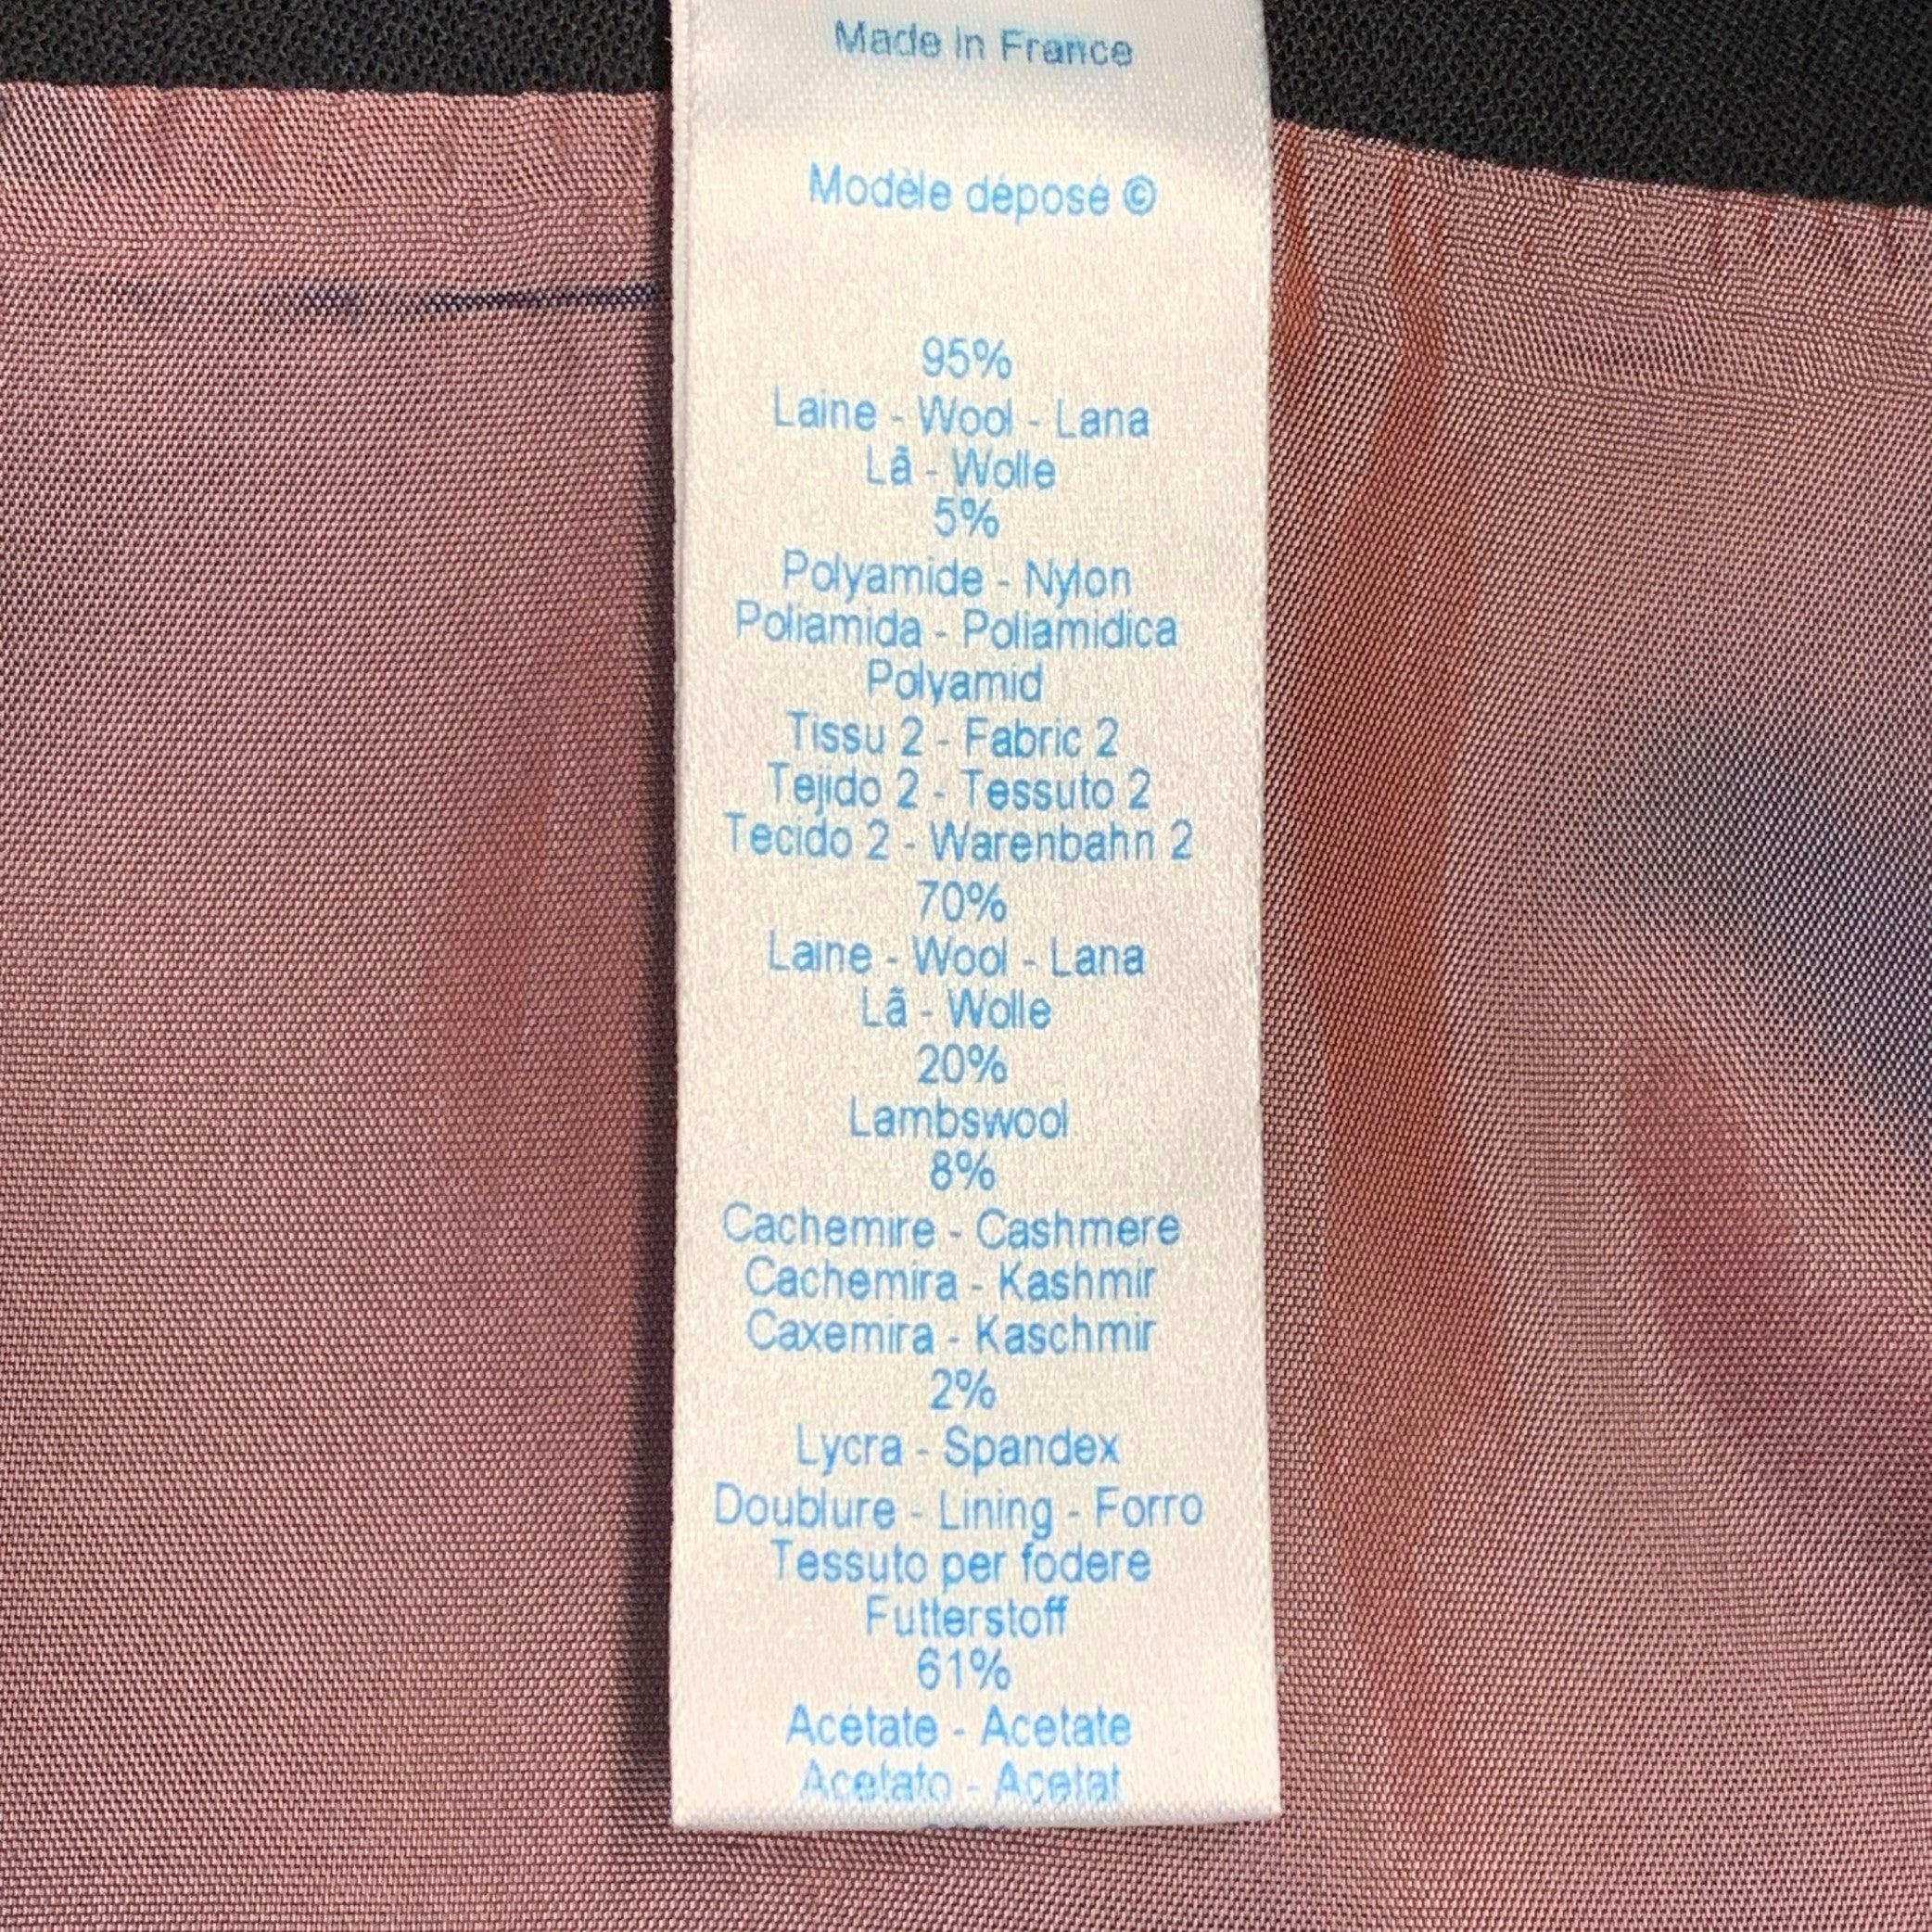 Made in France
Modèle déposé ©
95%
Laine - Wool - Lana
Lã - Wolle
5%
Polyamide - Nylon
Poliamida - Poliamidica
Polyamid
Tissu 2 - Fabric 2
Tejido 2 - Tessuto 2
Tecido 2 - Warenbahn 2
70%
Laine - Wool - Lana
Lã - Wolle
20%
Lambswool
8%
Cachemire - Cashmere
Cachemira - Kashmir
Caxemira - Kaschmir
2%
Lycra - Spandex
Doublure - Lining - Forro
Tessuto per fodere
Futterstoff
61%
Acétate - Acetate
Acetato - Acetat